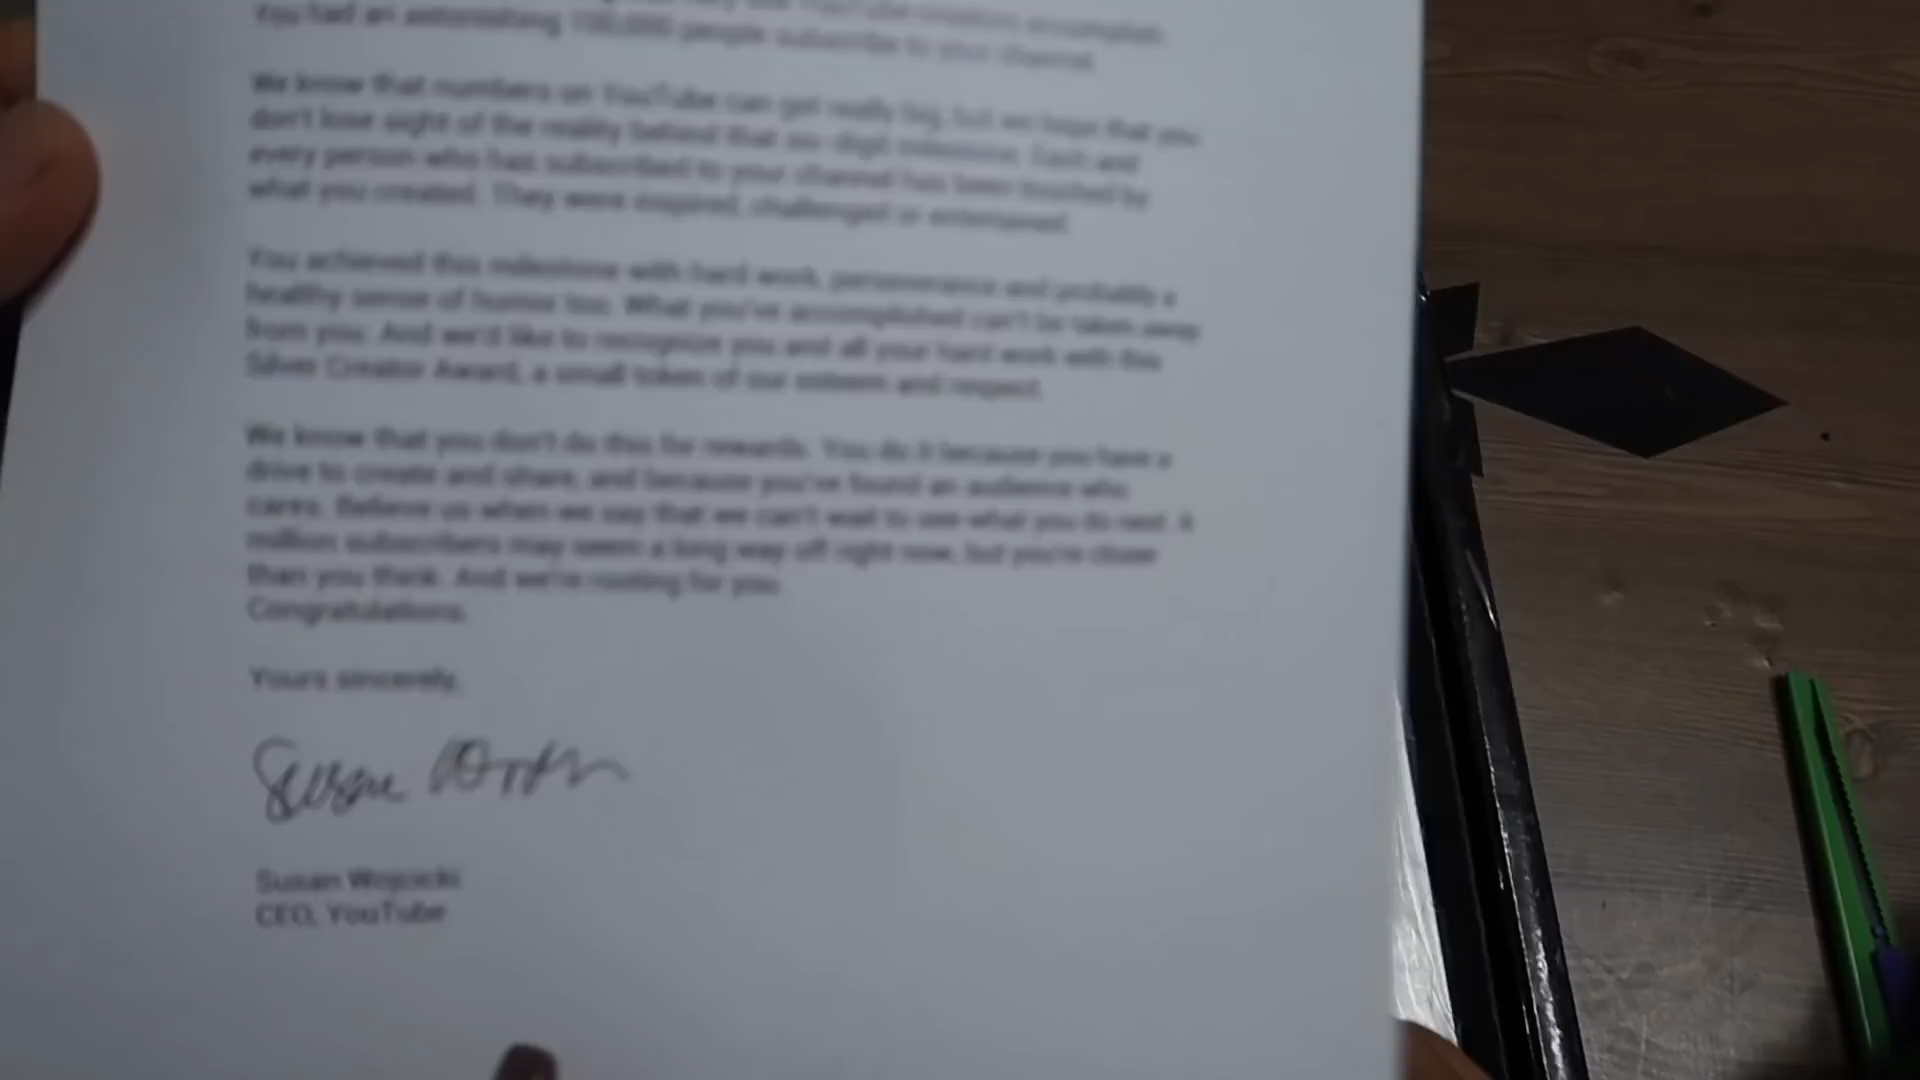 You had an astonishing 100,000 people subscribe to your channel.
We know that numbers on YouTube can get really big, but we hope that you
don't lose sight of the reality behind that six-digit milestone. Each and
every person who has subscribed to your channel has been touched by
what you created. They were inspired, challenged or entertained.
You achieved this milestone with hard work, perseverance and probably a
healthy sense of humor too. What you've accomplished can't be taken away
from you. And we'd like to recognize you and all your hard work with this
Silver Creator Award, a small token of our esteem and respect.
We know that you don't do this for rewards. You do it because you have a
drive to create and share, and because you've found an audience who
cares. Believe us when we say that we can't wait to see what you do next. A
million subscribers may seem a long way off right now, but you're closer
than you think. And we're rooting for you.
Congratulations.
Yours sincerely,
Susan
Susan Wojcicki
CEO, YouTube